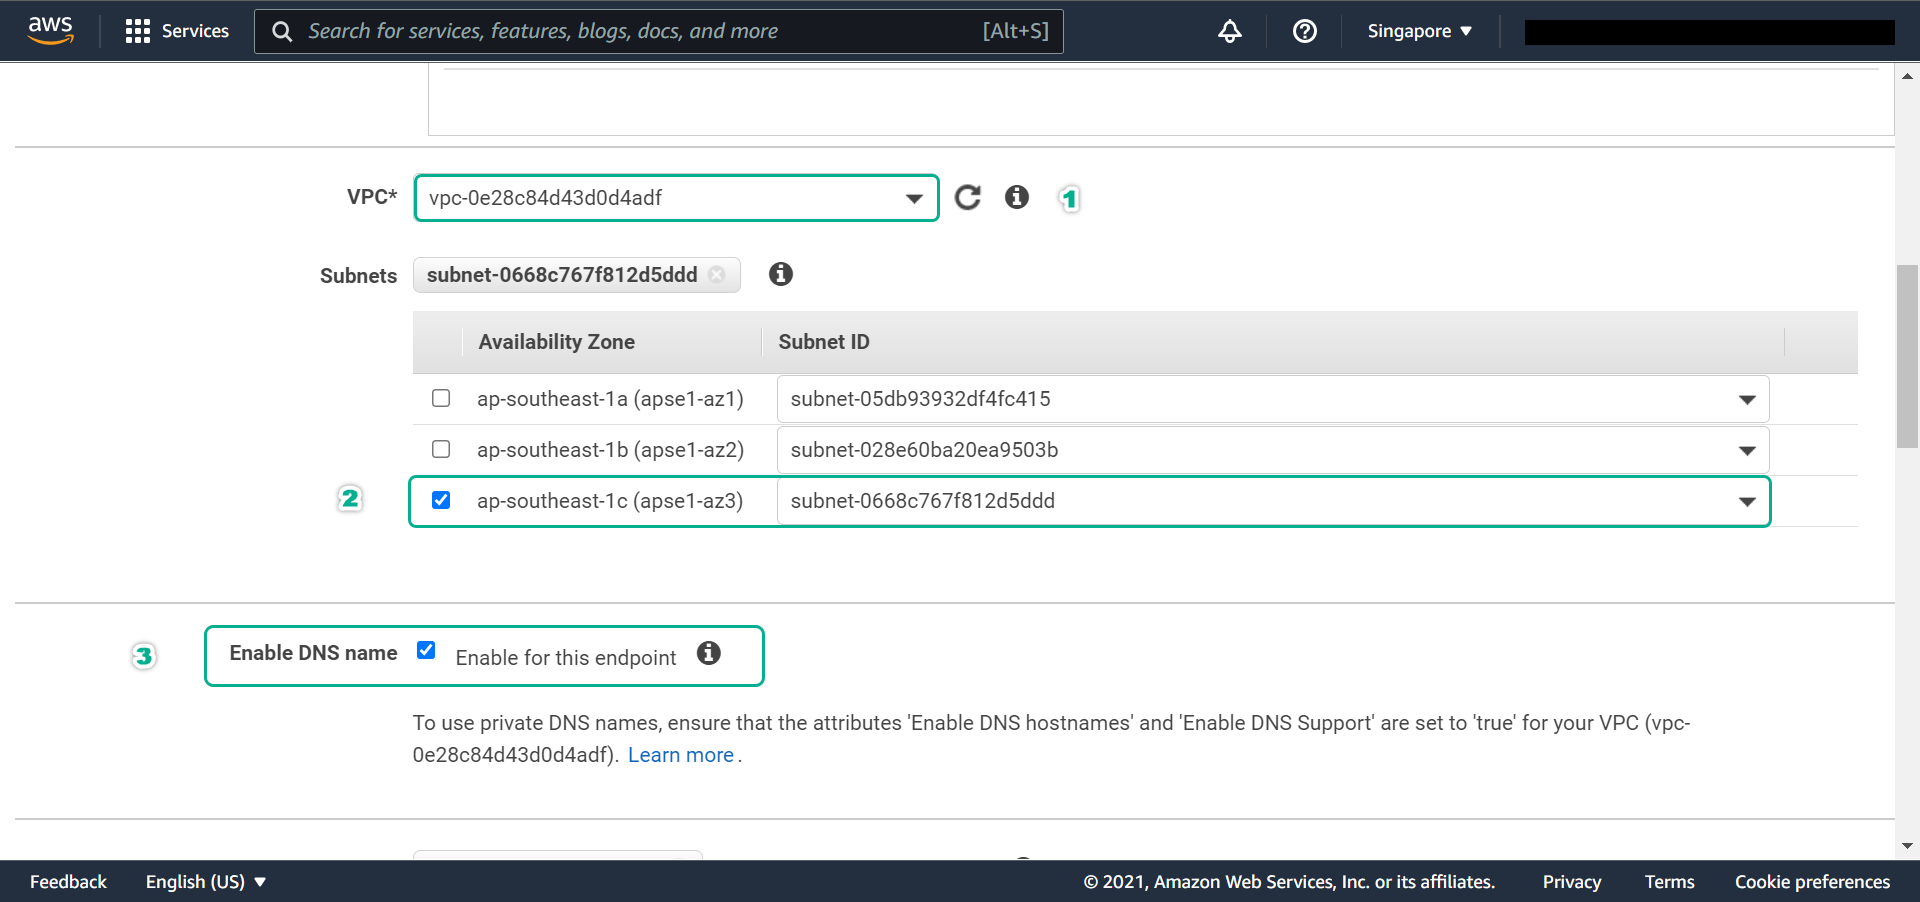 aws Services Search for services, features, blogs, docs, and more [Alt+S] Singapore
VPC* vpc-0e28c84d43d0d4adf 1
Subnets subnet-0668c767f812d5ddd
Availability Zone Subnet ID
ap-southeast-1a (apse1-az1) subnet-05db93932df4fc415
ap-southeast-1b (apse1-az2) subnet-028e60ba20ea9503b
2 ap-southeast-1c (apse1-az3) subnet-0668c767f812d5ddd
3 Enable DNS name Enable for this endpoint
To use private DNS names, ensure that the attributes 'Enable DNS hostnames' and 'Enable DNS Support' are set to 'true' for your VPC (vpc-
0e28c84d43d0d4adf). Learn more .
Feedback English (US) © 2021, Amazon Web Services, Inc. or its affiliates. Privacy Terms Cookie preferences